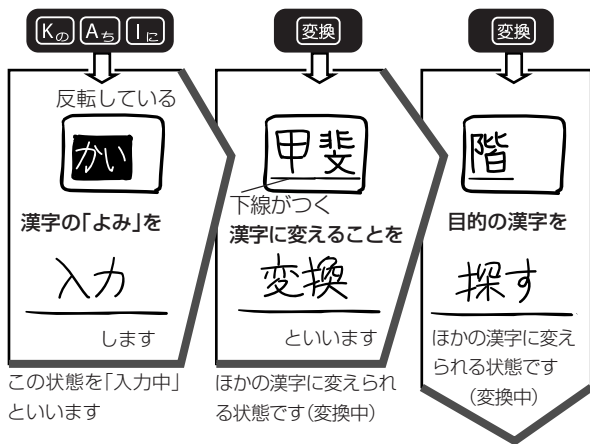 Kの Aち Iに
反転している
かい
漢字の「よみ」を
入力
します
この状態を「入力中」
といいます
変換
甲斐
下線がつく
漢字に変えることを
変換
といいます
ほかの漢字に変えられ
る状態です(変換中)
変換
階
目的の漢字を
探す
ほかの漢字に変え
られる状態です
(変換中)